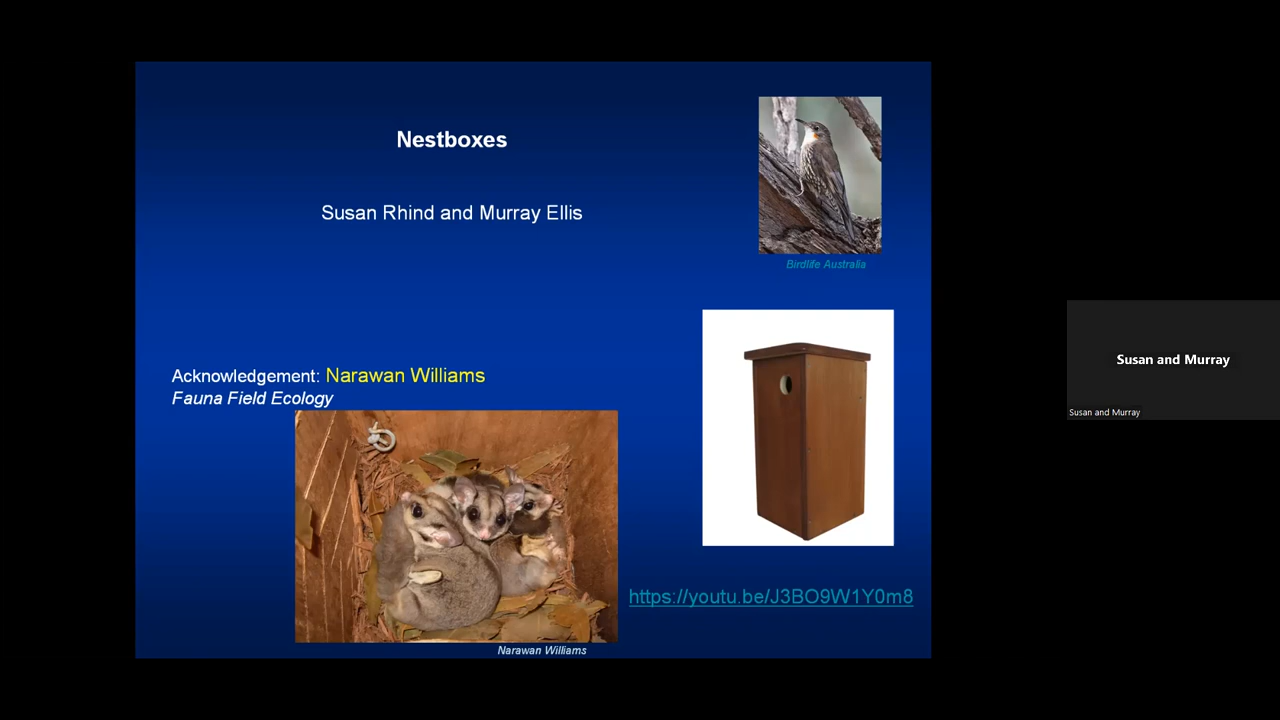 Nestboxes
Susan Rhind and Murray Ellis
Birdlife Australia
Acknowledgement: Narawan Williams
Fauna Field Ecology
https://youtu.be/J3BO9W1Y0m8
Narawan Williams
Susan and Murray
Susan and Murray